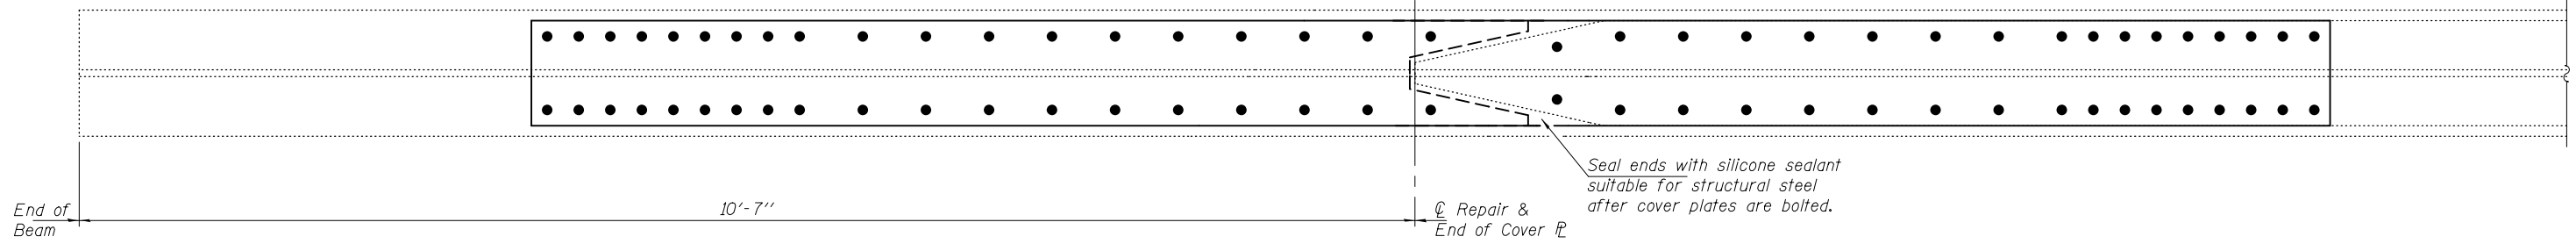 Seal ends with silicone sealant
suitable for structural steel
after cover plates are bolted.
End of
Beam
10'-7''
℄ Repair &
End of Cover ⅊